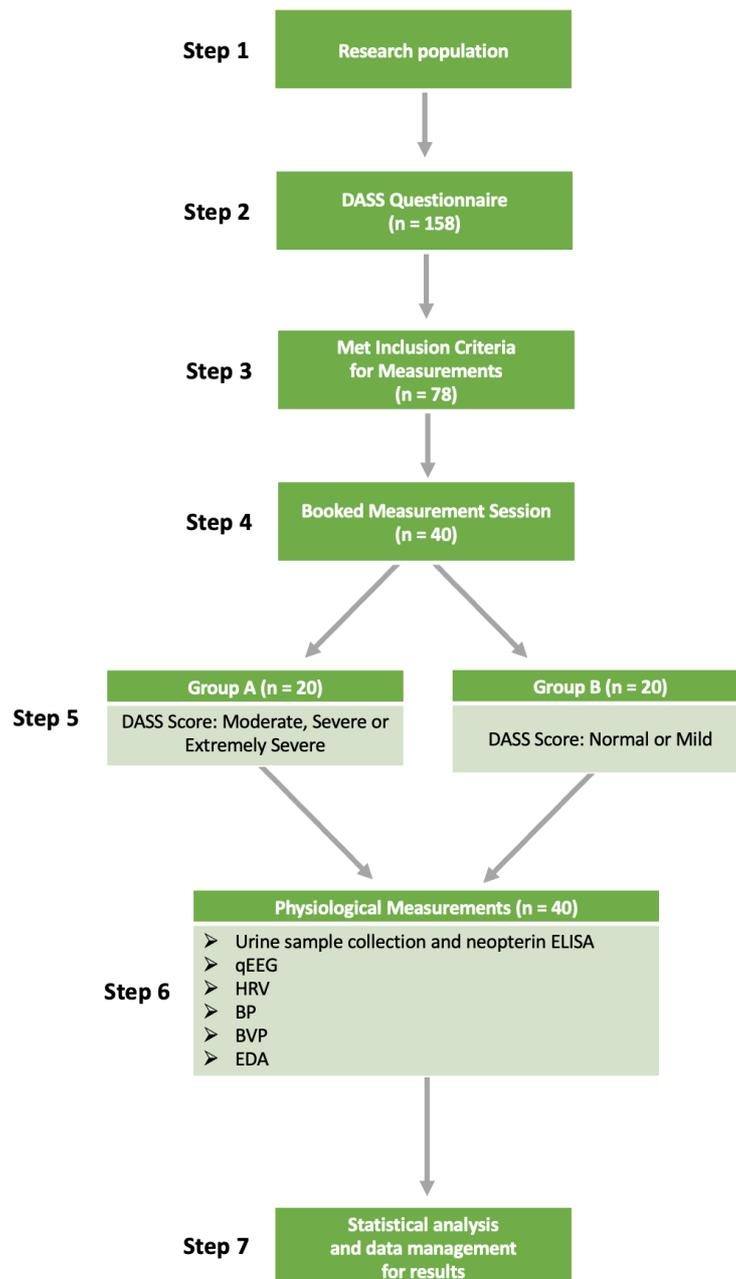 Step 1
Research population
Step 2
DASS Questionnaire
(n = 158)
Step 3
Met Inclusion Criteria
for Measurements
(n = 78)
Step 4
Booked Measurement Session
(n = 40)
Step 5
Group A (n = 20)
DASS Score: Moderate, Severe or
Extremely Severe
Group B (n = 20)
DASS Score: Normal or Mild
Step 6
Physiological Measurements (n = 40)
➢ Urine sample collection and neopterin ELISA
➢ qEEG
➢ HRV
➢ BP
➢ BVP
➢ EDA
Step 7
Statistical analysis
and data management
for results